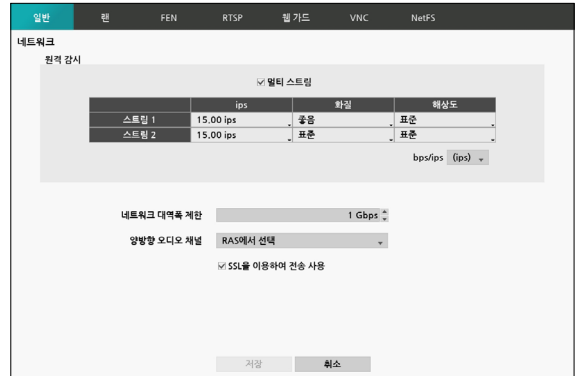 일반 랜 FEN RTSP 웹 가드 VNC NetFS
네트워크
원격 감시
멀티 스트림
ips 화질 해상도
스트림 1 15.00 ips 좋음 표준
스트림 2 15.00 ips 표준 표준
bps/ips (ips)
네트워크 대역폭 제한 1 Gbps
양방향 오디오 채널 RAS에서 선택
SSL을 이용하여 전송 사용
저장 취소